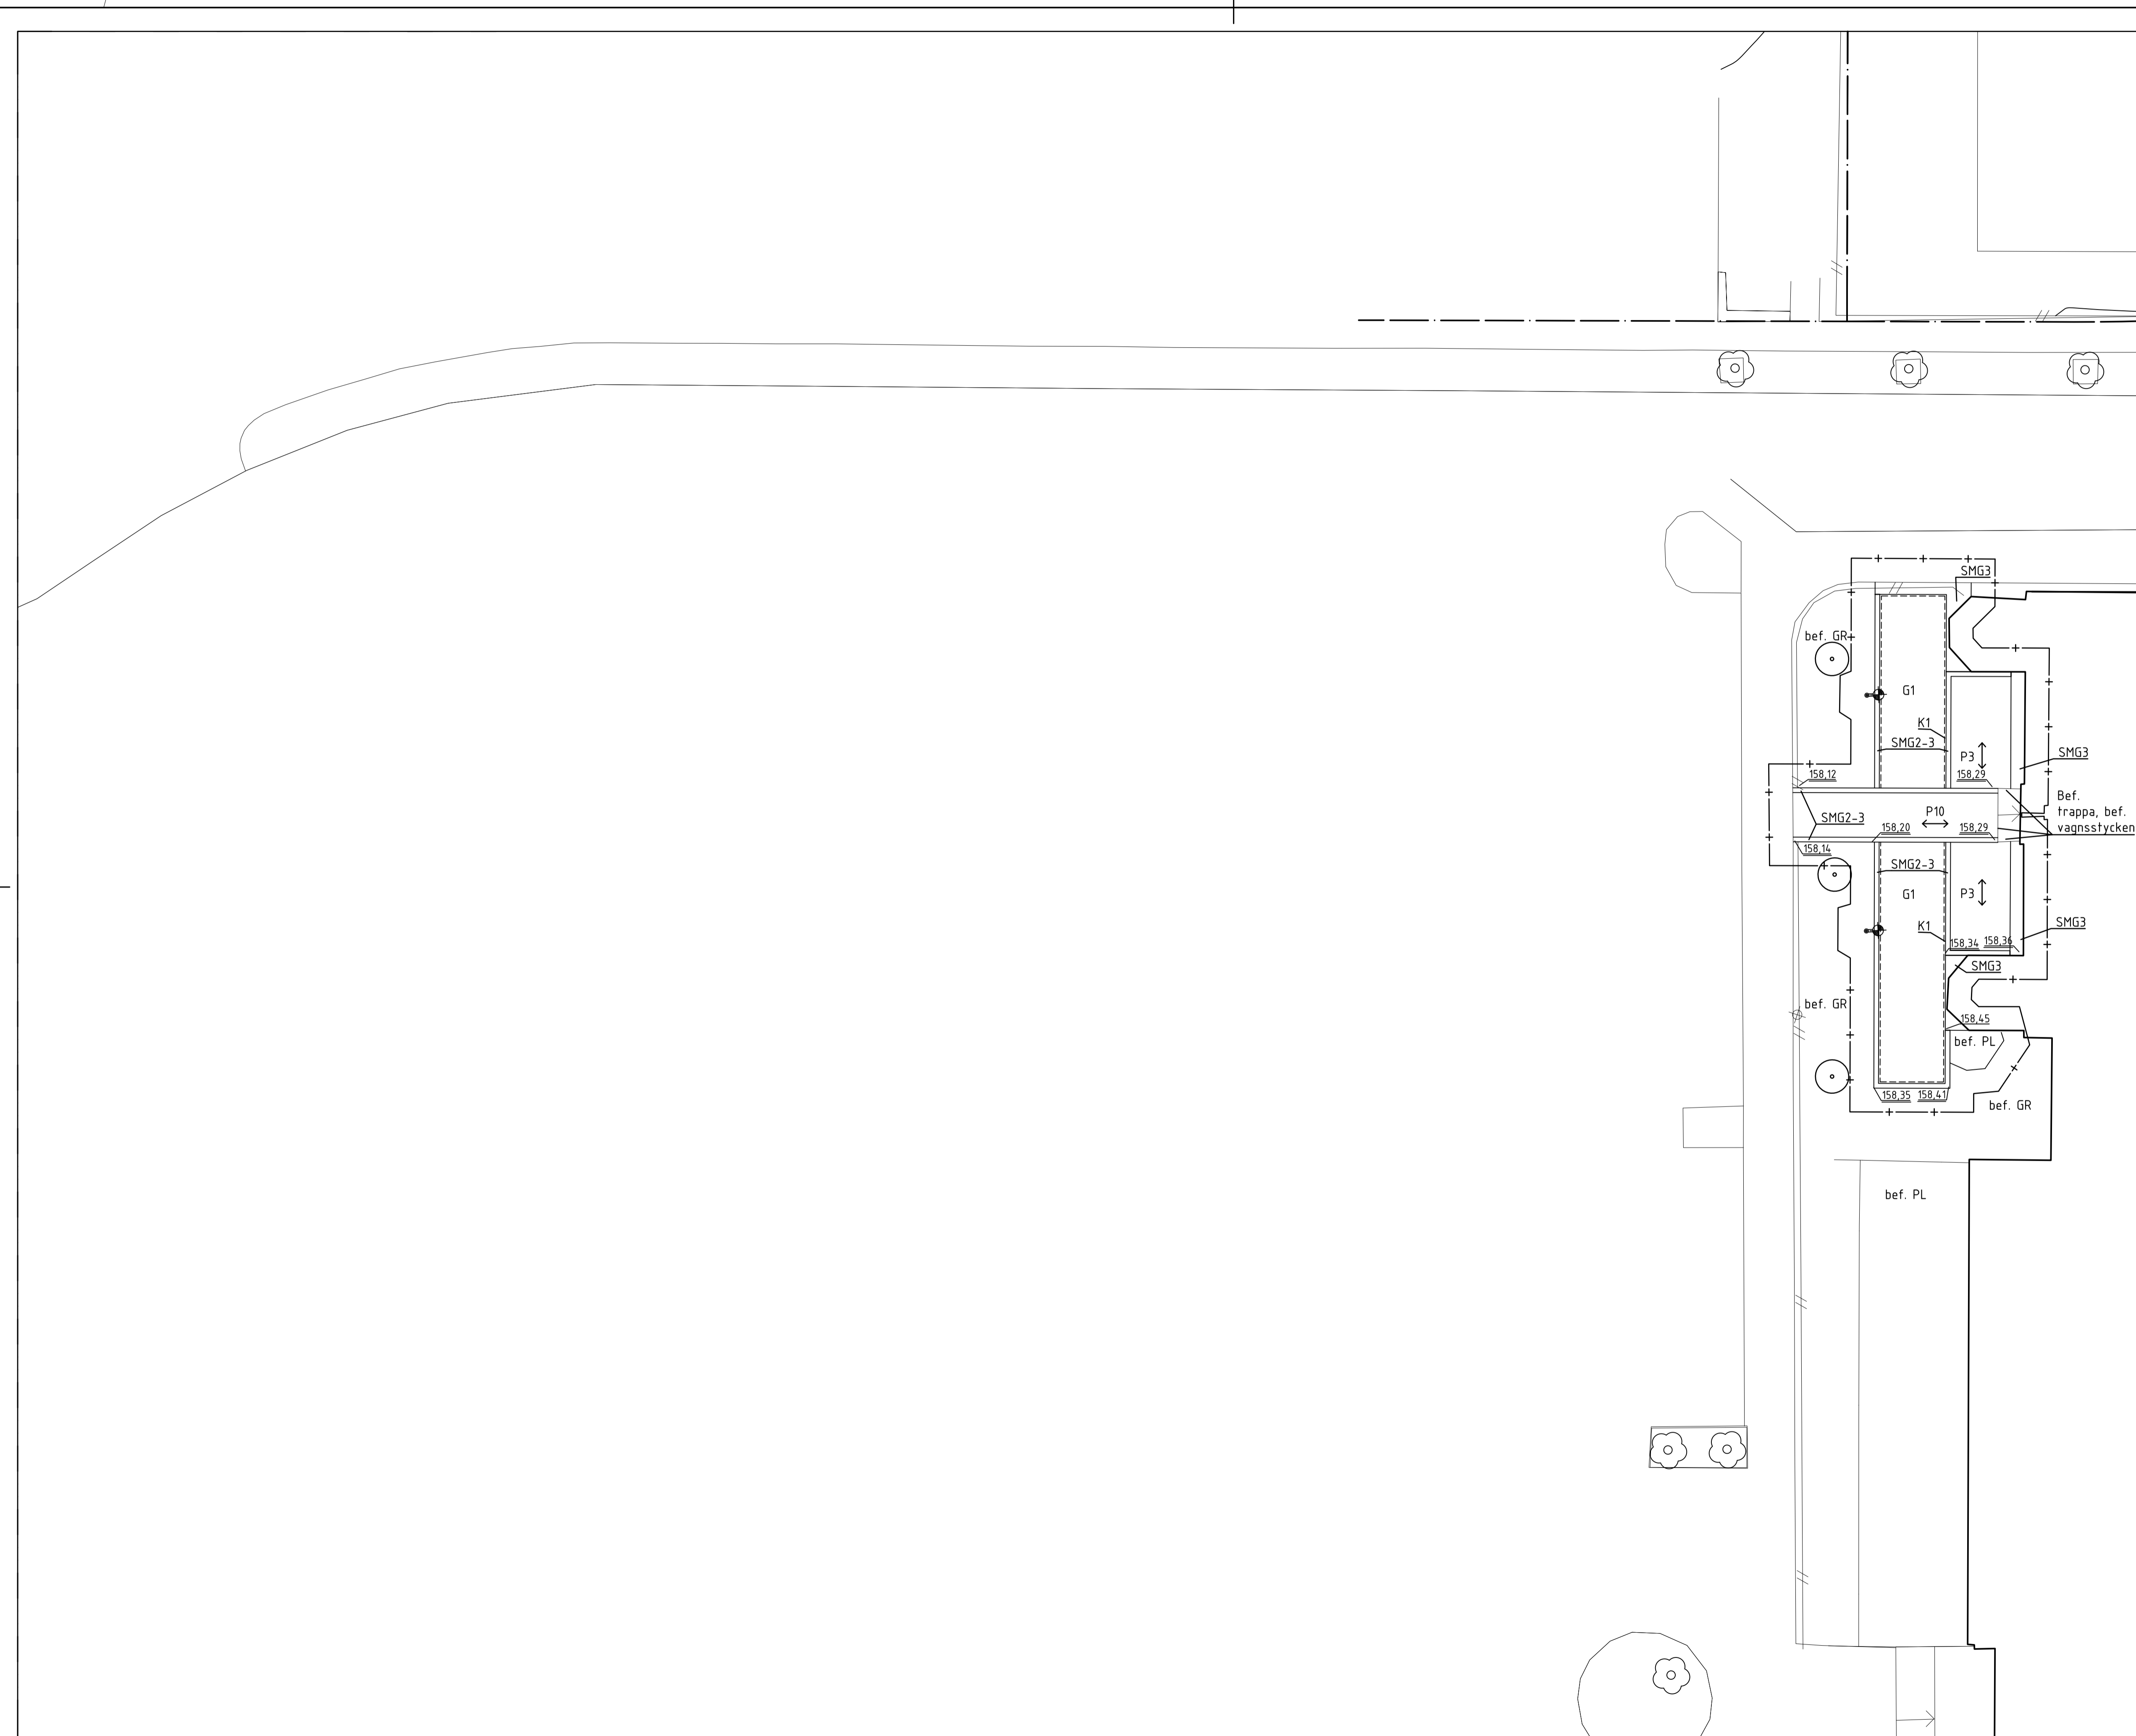 SMG3
bef. GR
G1
K1
SMG2-3
P3
SMG3
158,12
158,29
Bef.
trappa, bef.
vagnsstycken
P10
SMG2-3
158,20
158,29
158,14
SMG2-3
G1
P3
K1
SMG3
158,34
158,36
SMG3
bef. GR
158,45
bef. PL
158,35
158,41
bef. GR
bef. PL